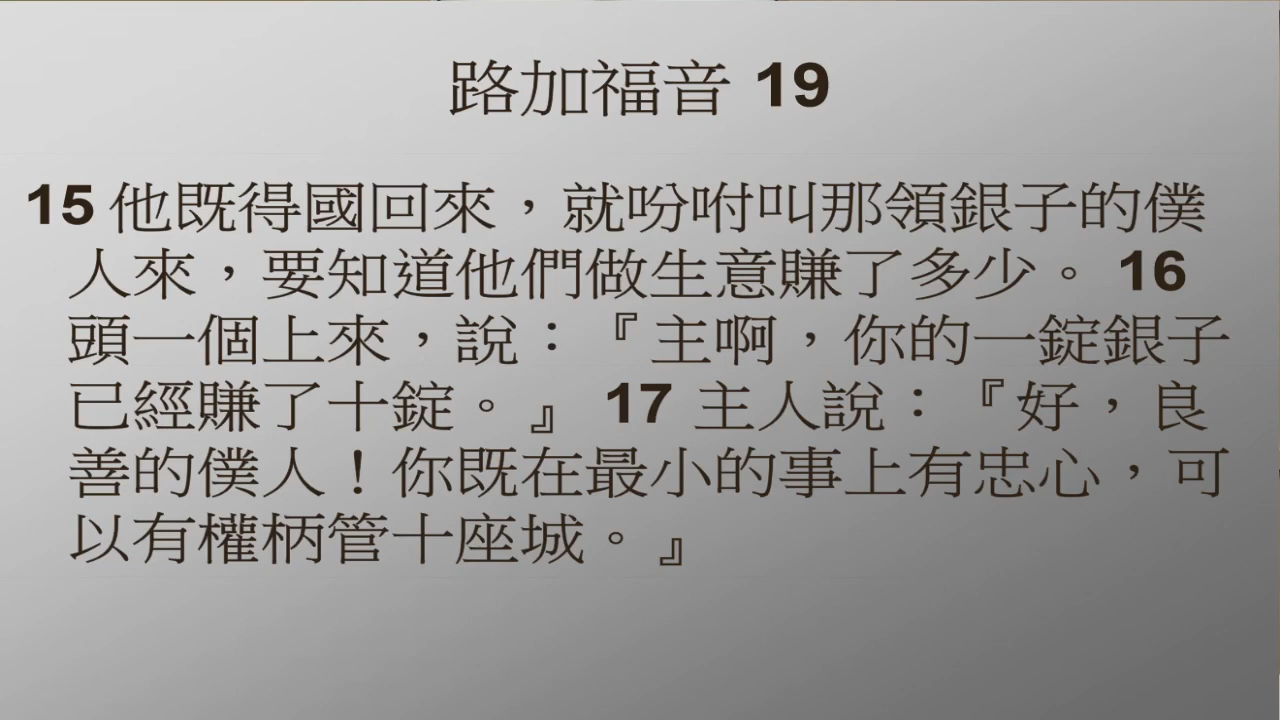 路加福音 19
15 他既得國回來，就吩咐叫那領銀子的僕
人來，要知道他們做生意賺了多少。 16
頭一個上來，說：『主啊，你的一錠銀子
已經賺了十錠。』 17 主人說：『好，良
善的僕人！你既在最小的事上有忠心，可
以有權柄管十座城。』